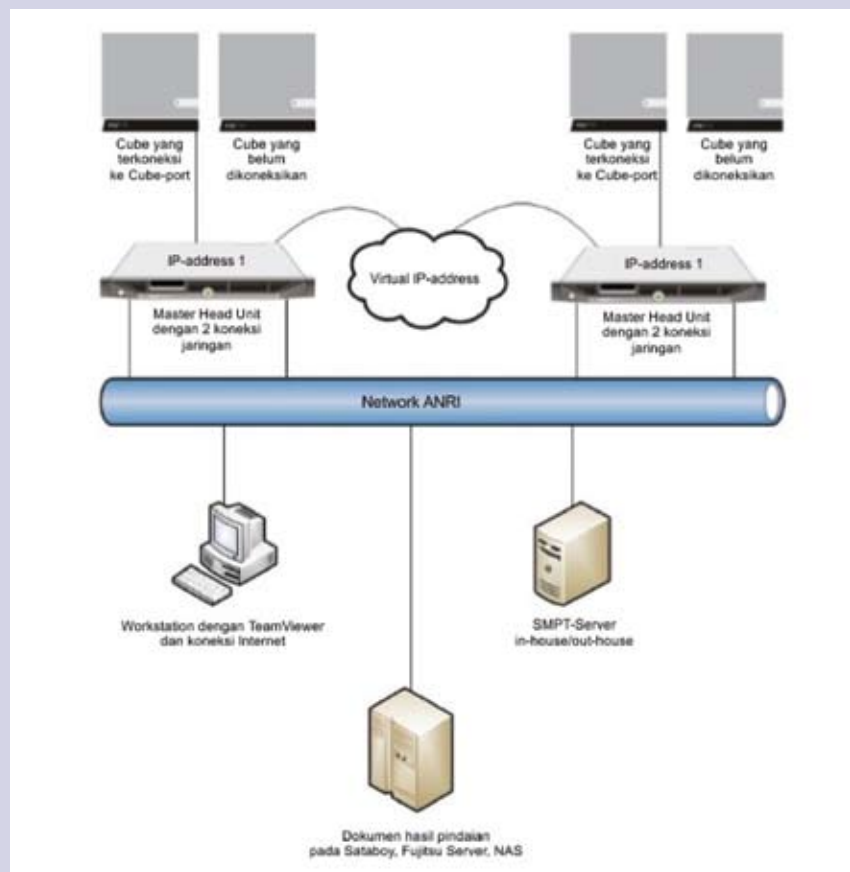 Cube yang
terkoneksi
ke Cube-port
Cube yang
belum
dikoneksikan
Cube yang
terkoneksi
ke Cube-port
Cube yang
belum
dikoneksikan
IP-address 1
Virtual IP-address
IP-address 1
Master Head Unit
dengan 2 koneksi
jaringan
Master Head Unit
dengan 2 koneksi
jaringan
Network ANRI
Workstation dengan TeamViewer
dan koneksi Internet
SMPT-Server
in-house/out-house
Dokumen hasil pindaian
pada Sataboy, Fujitsu Server, NAS